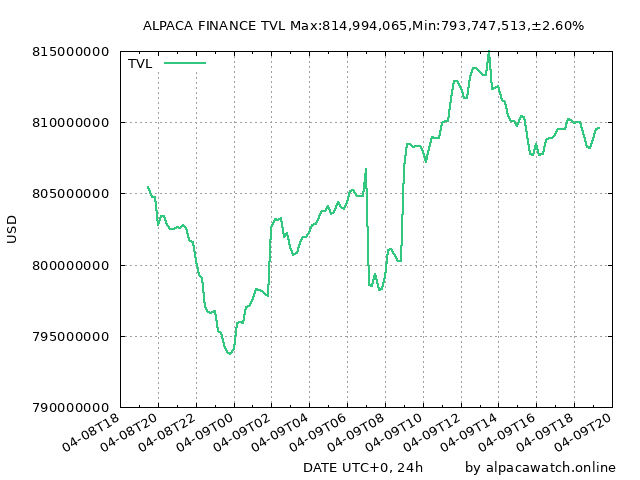 ALPACA FINANCE TVL Max:814,994,065,Min:793,747,513,±2.60%
TVL
815000000
810000000
805000000
800000000
795000000
790000000
USD
04-08T18
04-08T20
04-08T22
04-09T00
04-09T02
04-09T04
04-09T06
04-09T08
04-09T10
04-09T12
04-09T14
04-09T16
04-09T18
04-09T20
DATE UTC+0, 24h
by alpacawatch.online